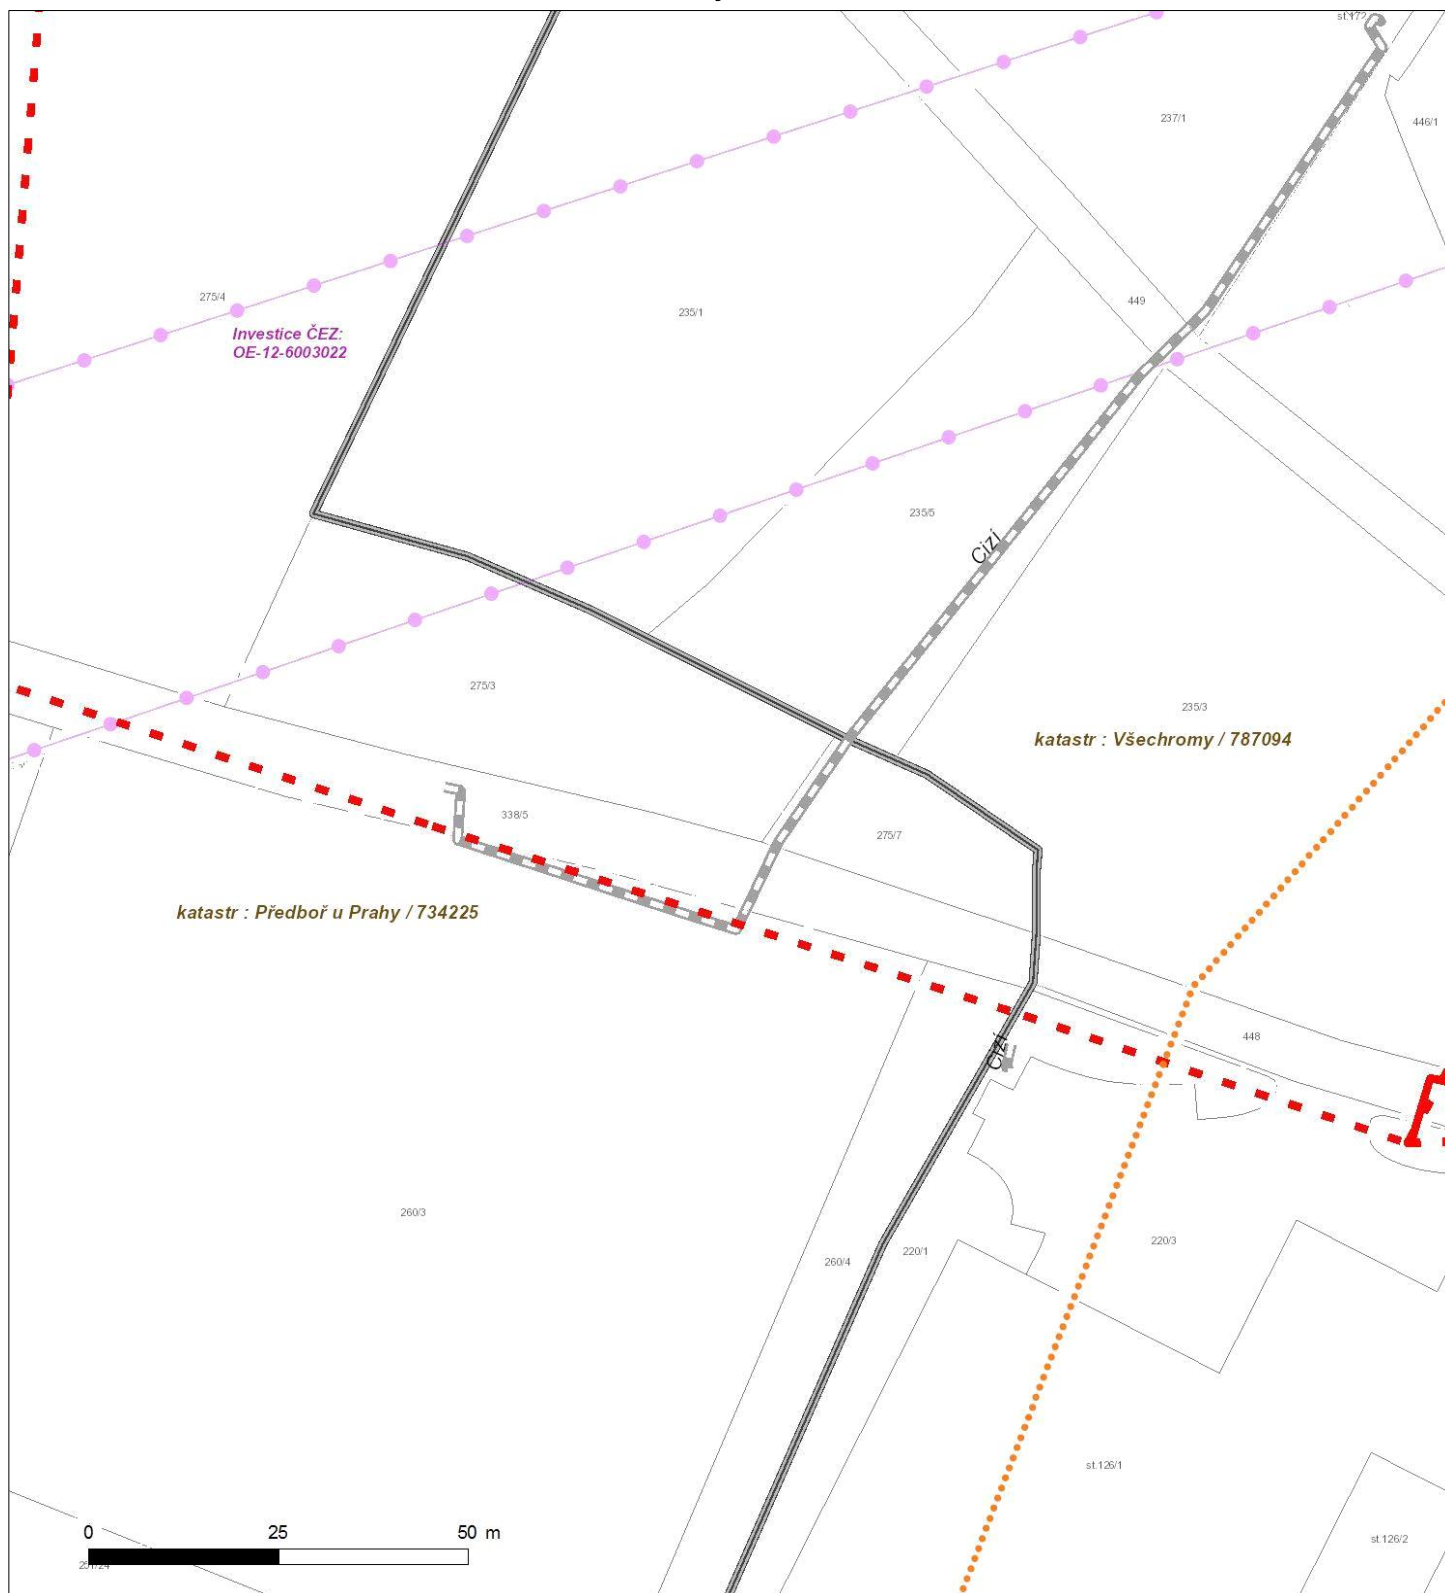 st.172
237/1
446/1
275/4
449
235/1
Investice ČEZ:
OE-12-6003022
235/5
Cizí
275/3
235/3
katastr : Všechromy / 787094
338/5
275/7
katastr : Předboř u Prahy / 734225
448
Cizí
260/3
220/3
260/4
220/1
st.126/1
0 25 50 m
st.126/2